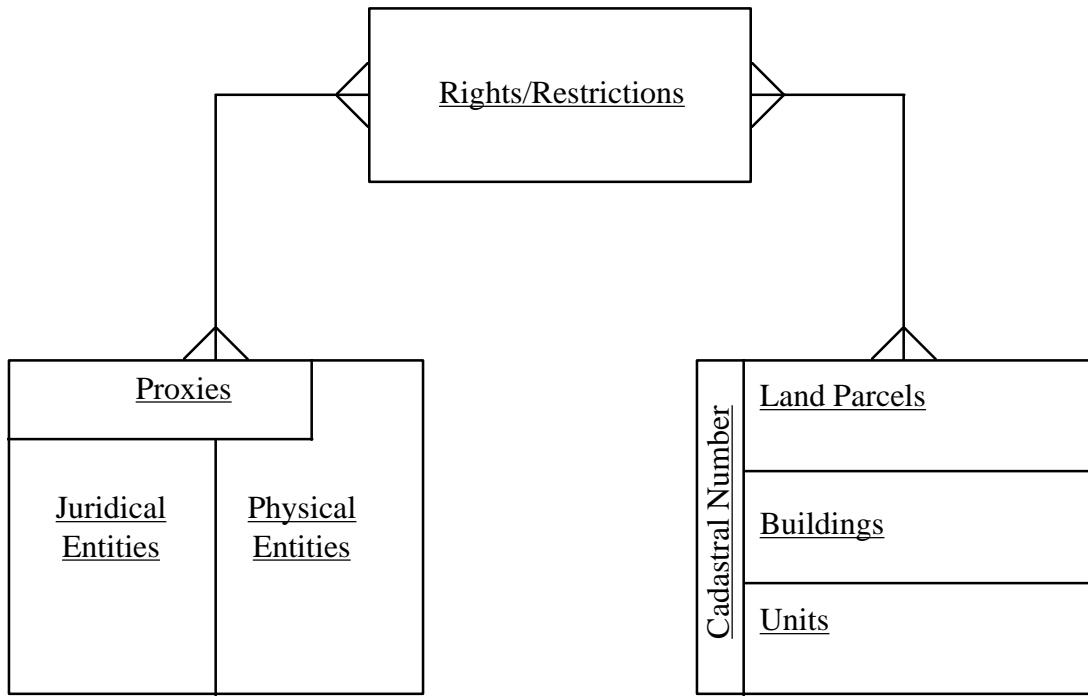 Rights/Restrictions
Proxies
Juridical
Entities
Physical
Entities
Cadastral Number
Land Parcels
Buildings
Units